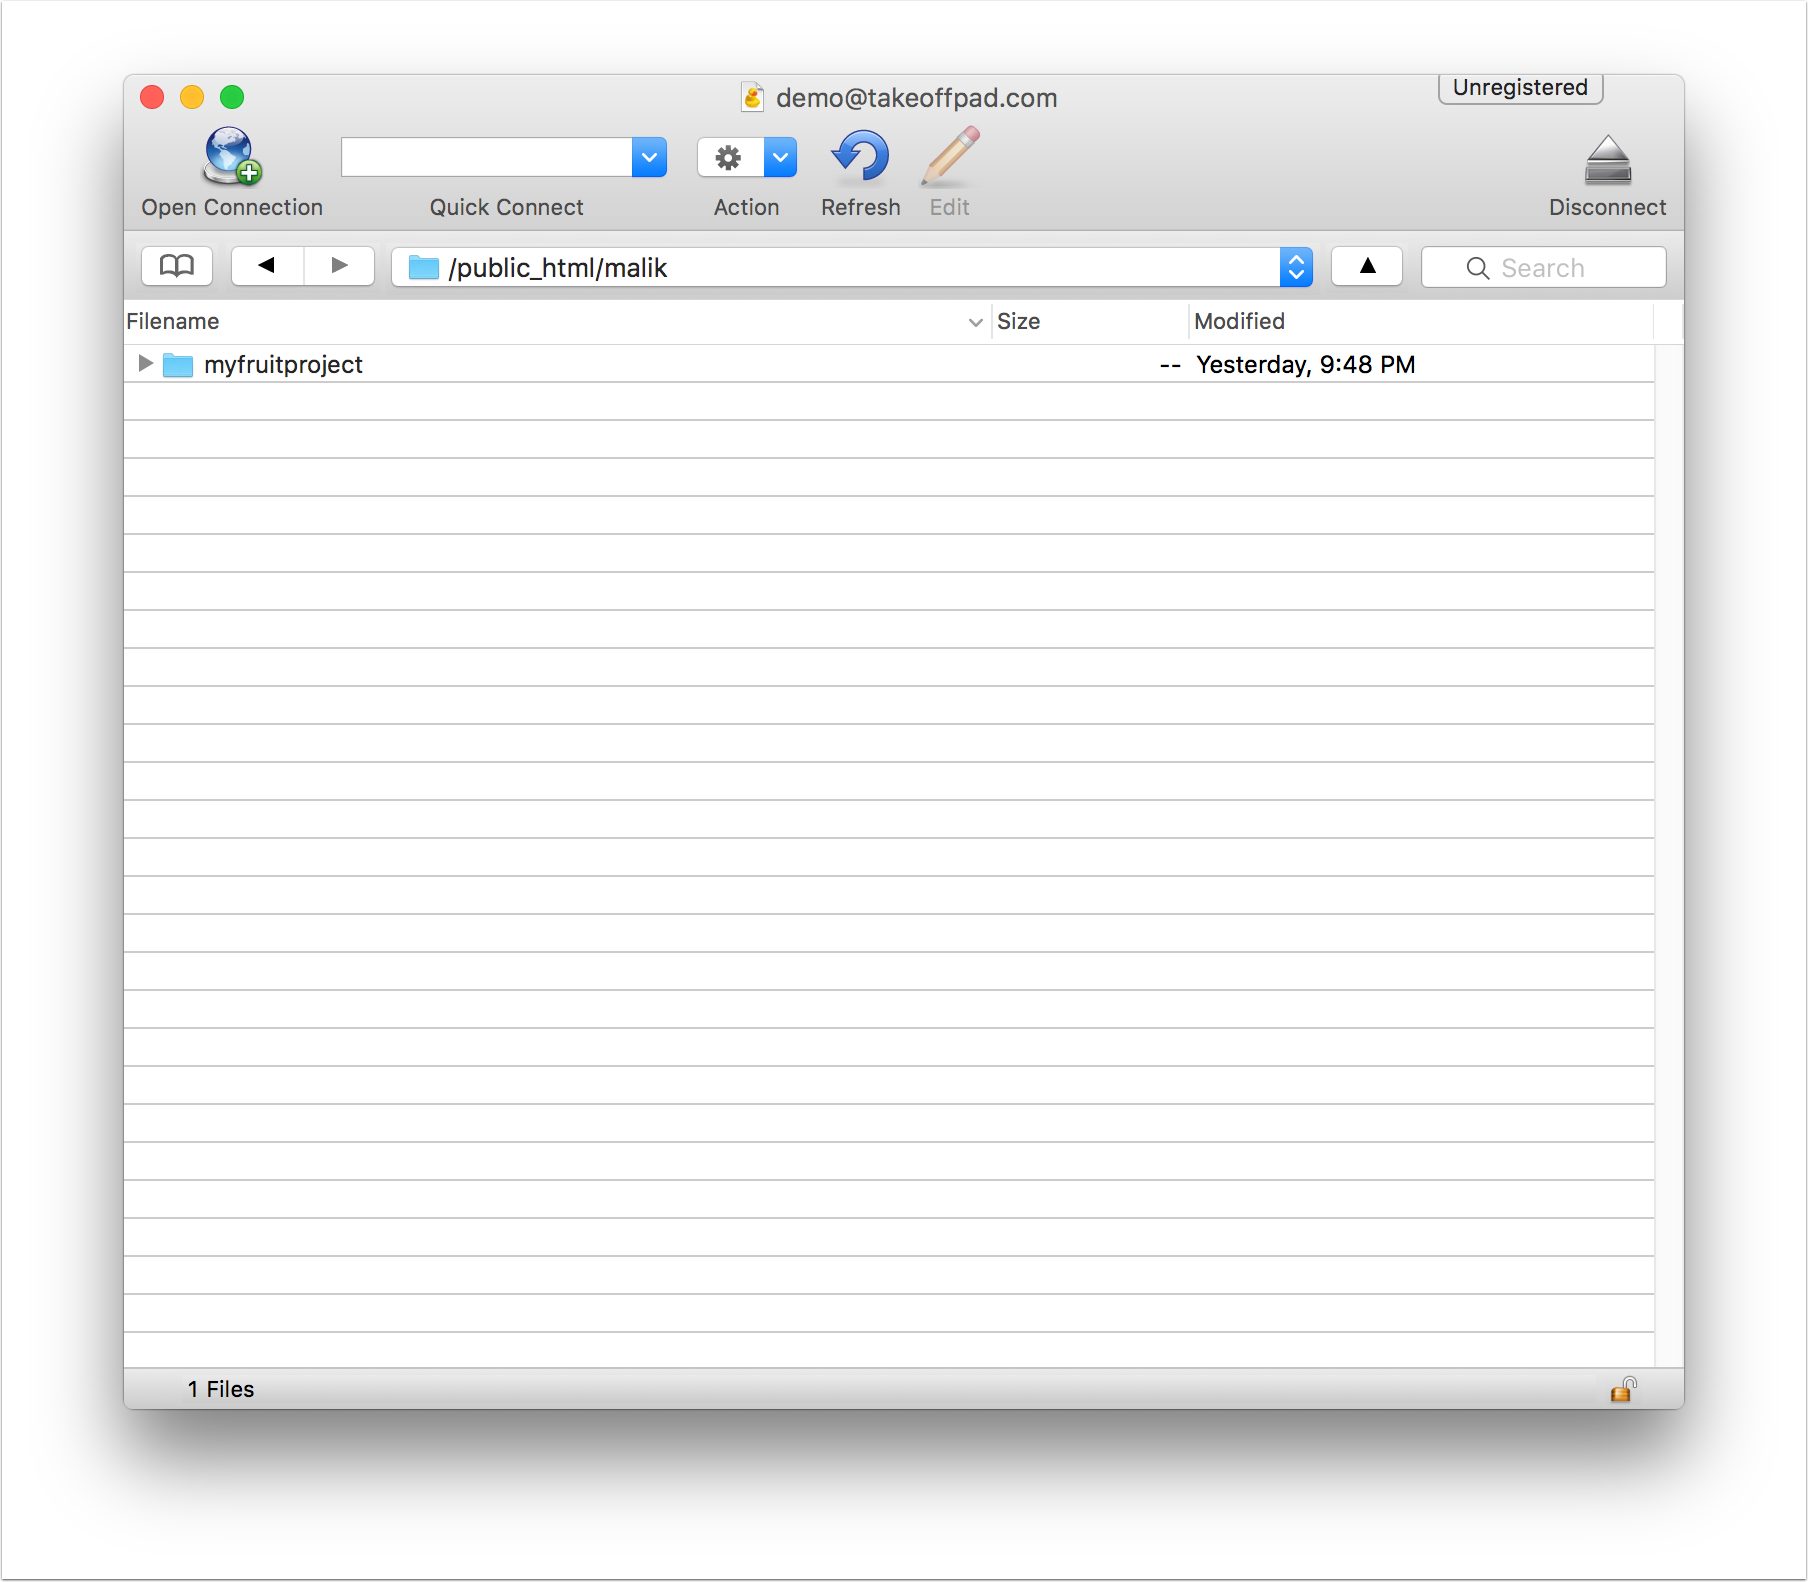 demo@takeoffpad.com
Unregistered
Open Connection
Quick Connect
Action
Refresh
Edit
Disconnect
/public_html/malik
Search
Filename Size Modified
myfruitproject -- Yesterday, 9:48 PM
1 Files